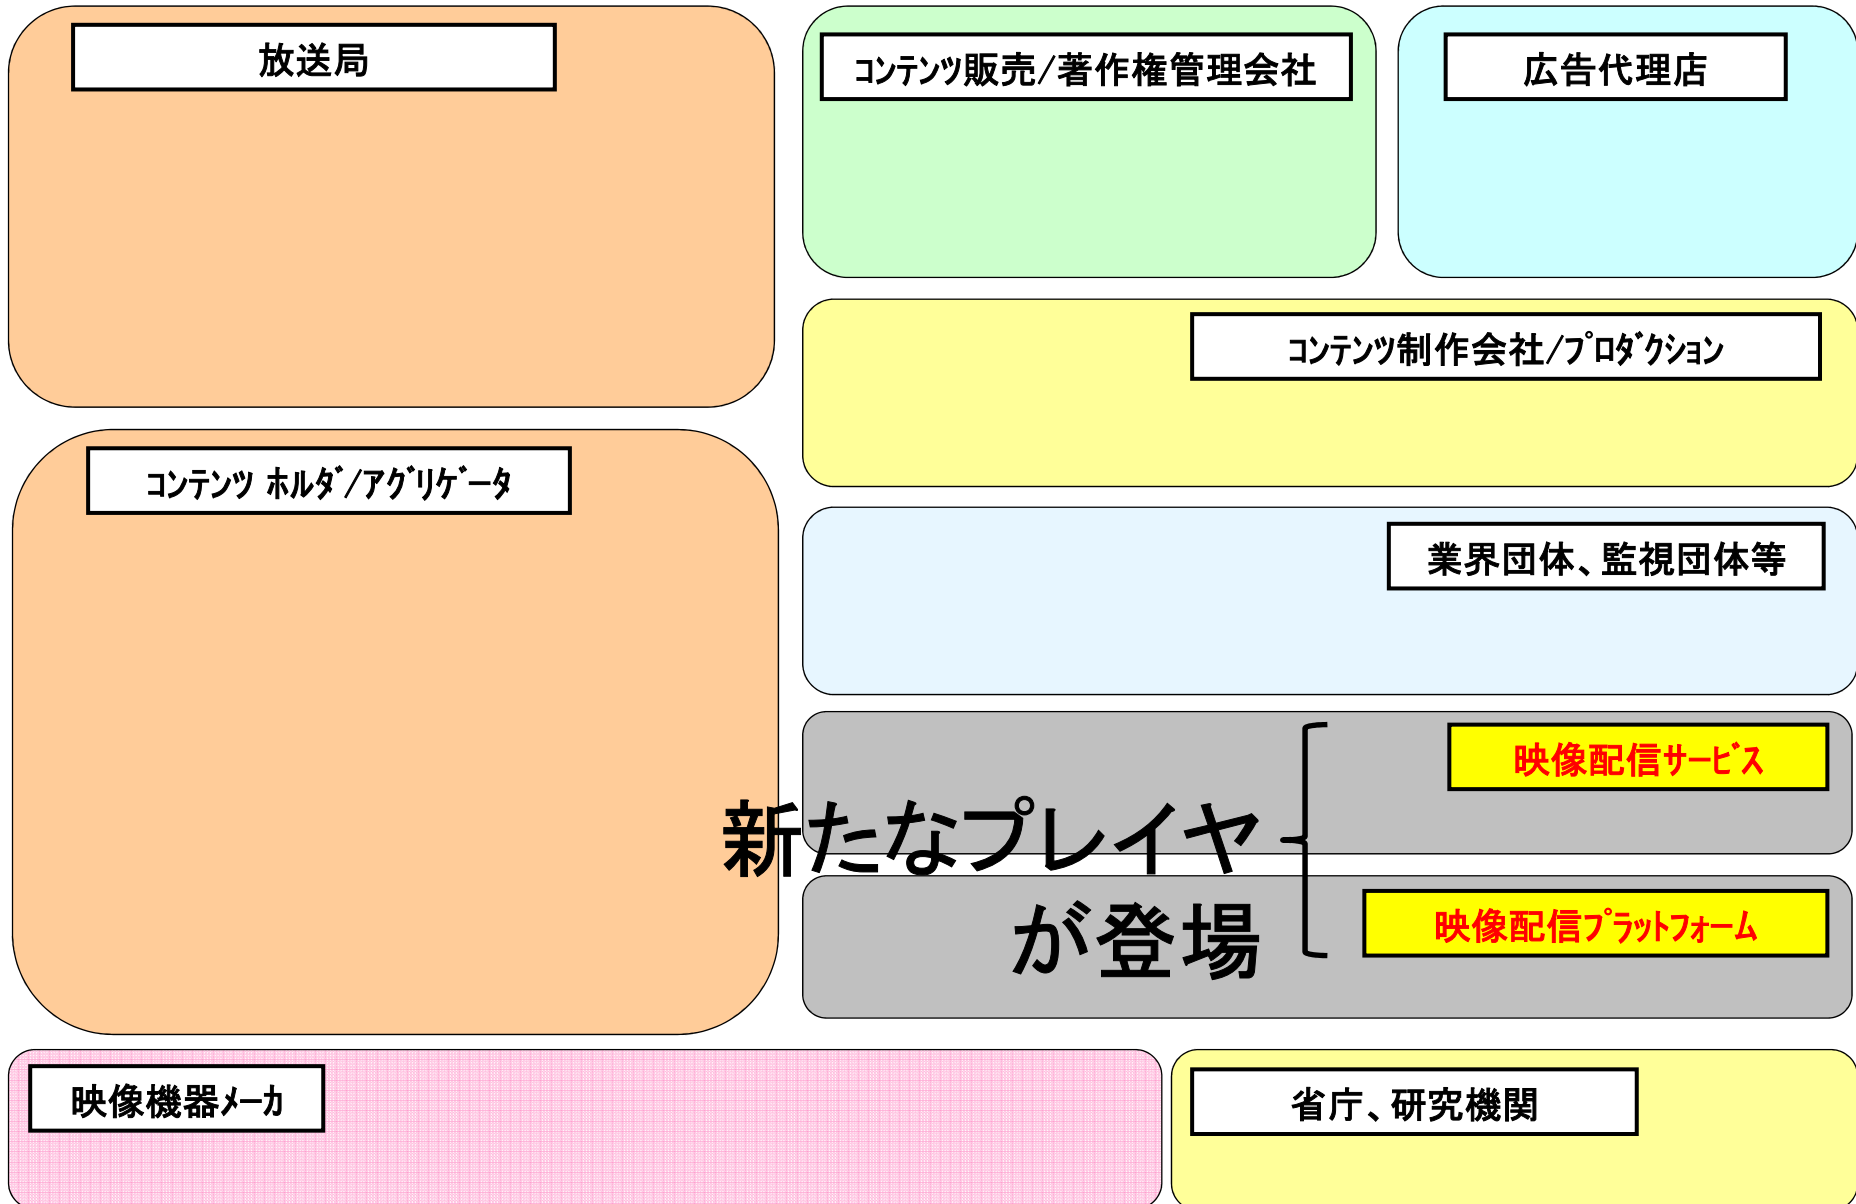 放送局
コンテンツ販売/著作権管理会社
広告代理店
コンテンツ制作会社/プロダクション
コンテンツ ホルダ/アグリゲータ
業界団体、監視団体等
映像配信サービス
新たなプレイヤ
が登場
映像配信プラットフォーム
映像機器メーカ
省庁、研究機関